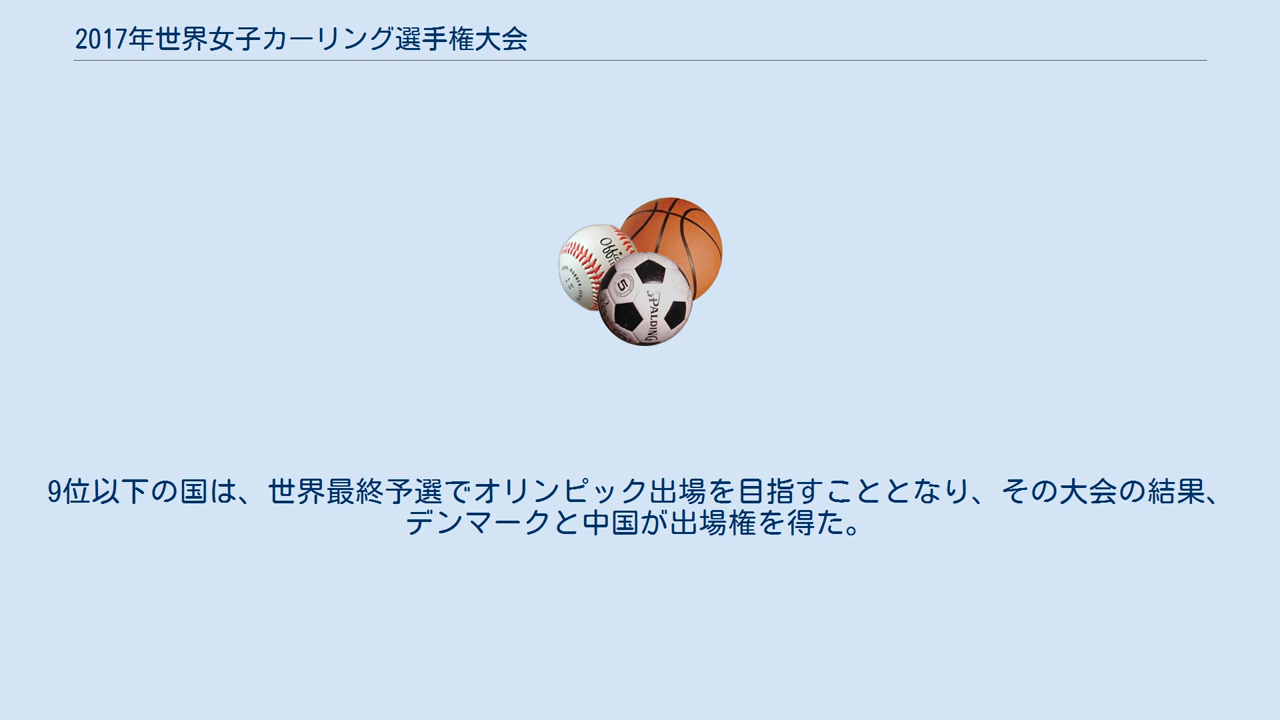 2017年世界女子カーリング選手権大会
Offic
5
SPALDING
9位以下の国は、世界最終予選でオリンピック出場を目指すこととなり、その大会の結果、
デンマークと中国が出場権を得た。